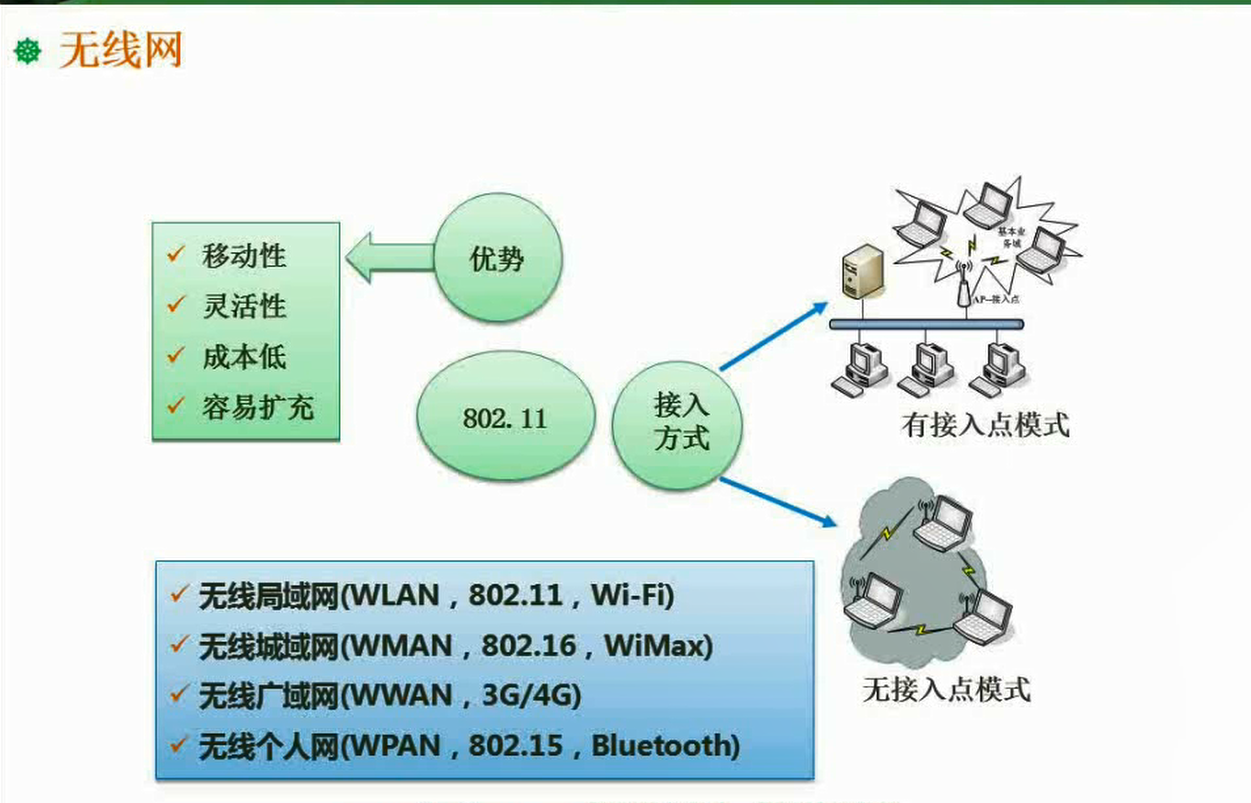 无线网
移动性
灵活性
成本低
容易扩充
优势
802.11
接入
方式
基本业
务域
AP—接入点
有接入点模式
无接入点模式
无线局域网(WLAN，802.11，Wi-Fi)
无线城域网(WMAN，802.16，WiMax)
无线广域网(WWAN，3G/4G)
无线个人网(WPAN，802.15，Bluetooth)